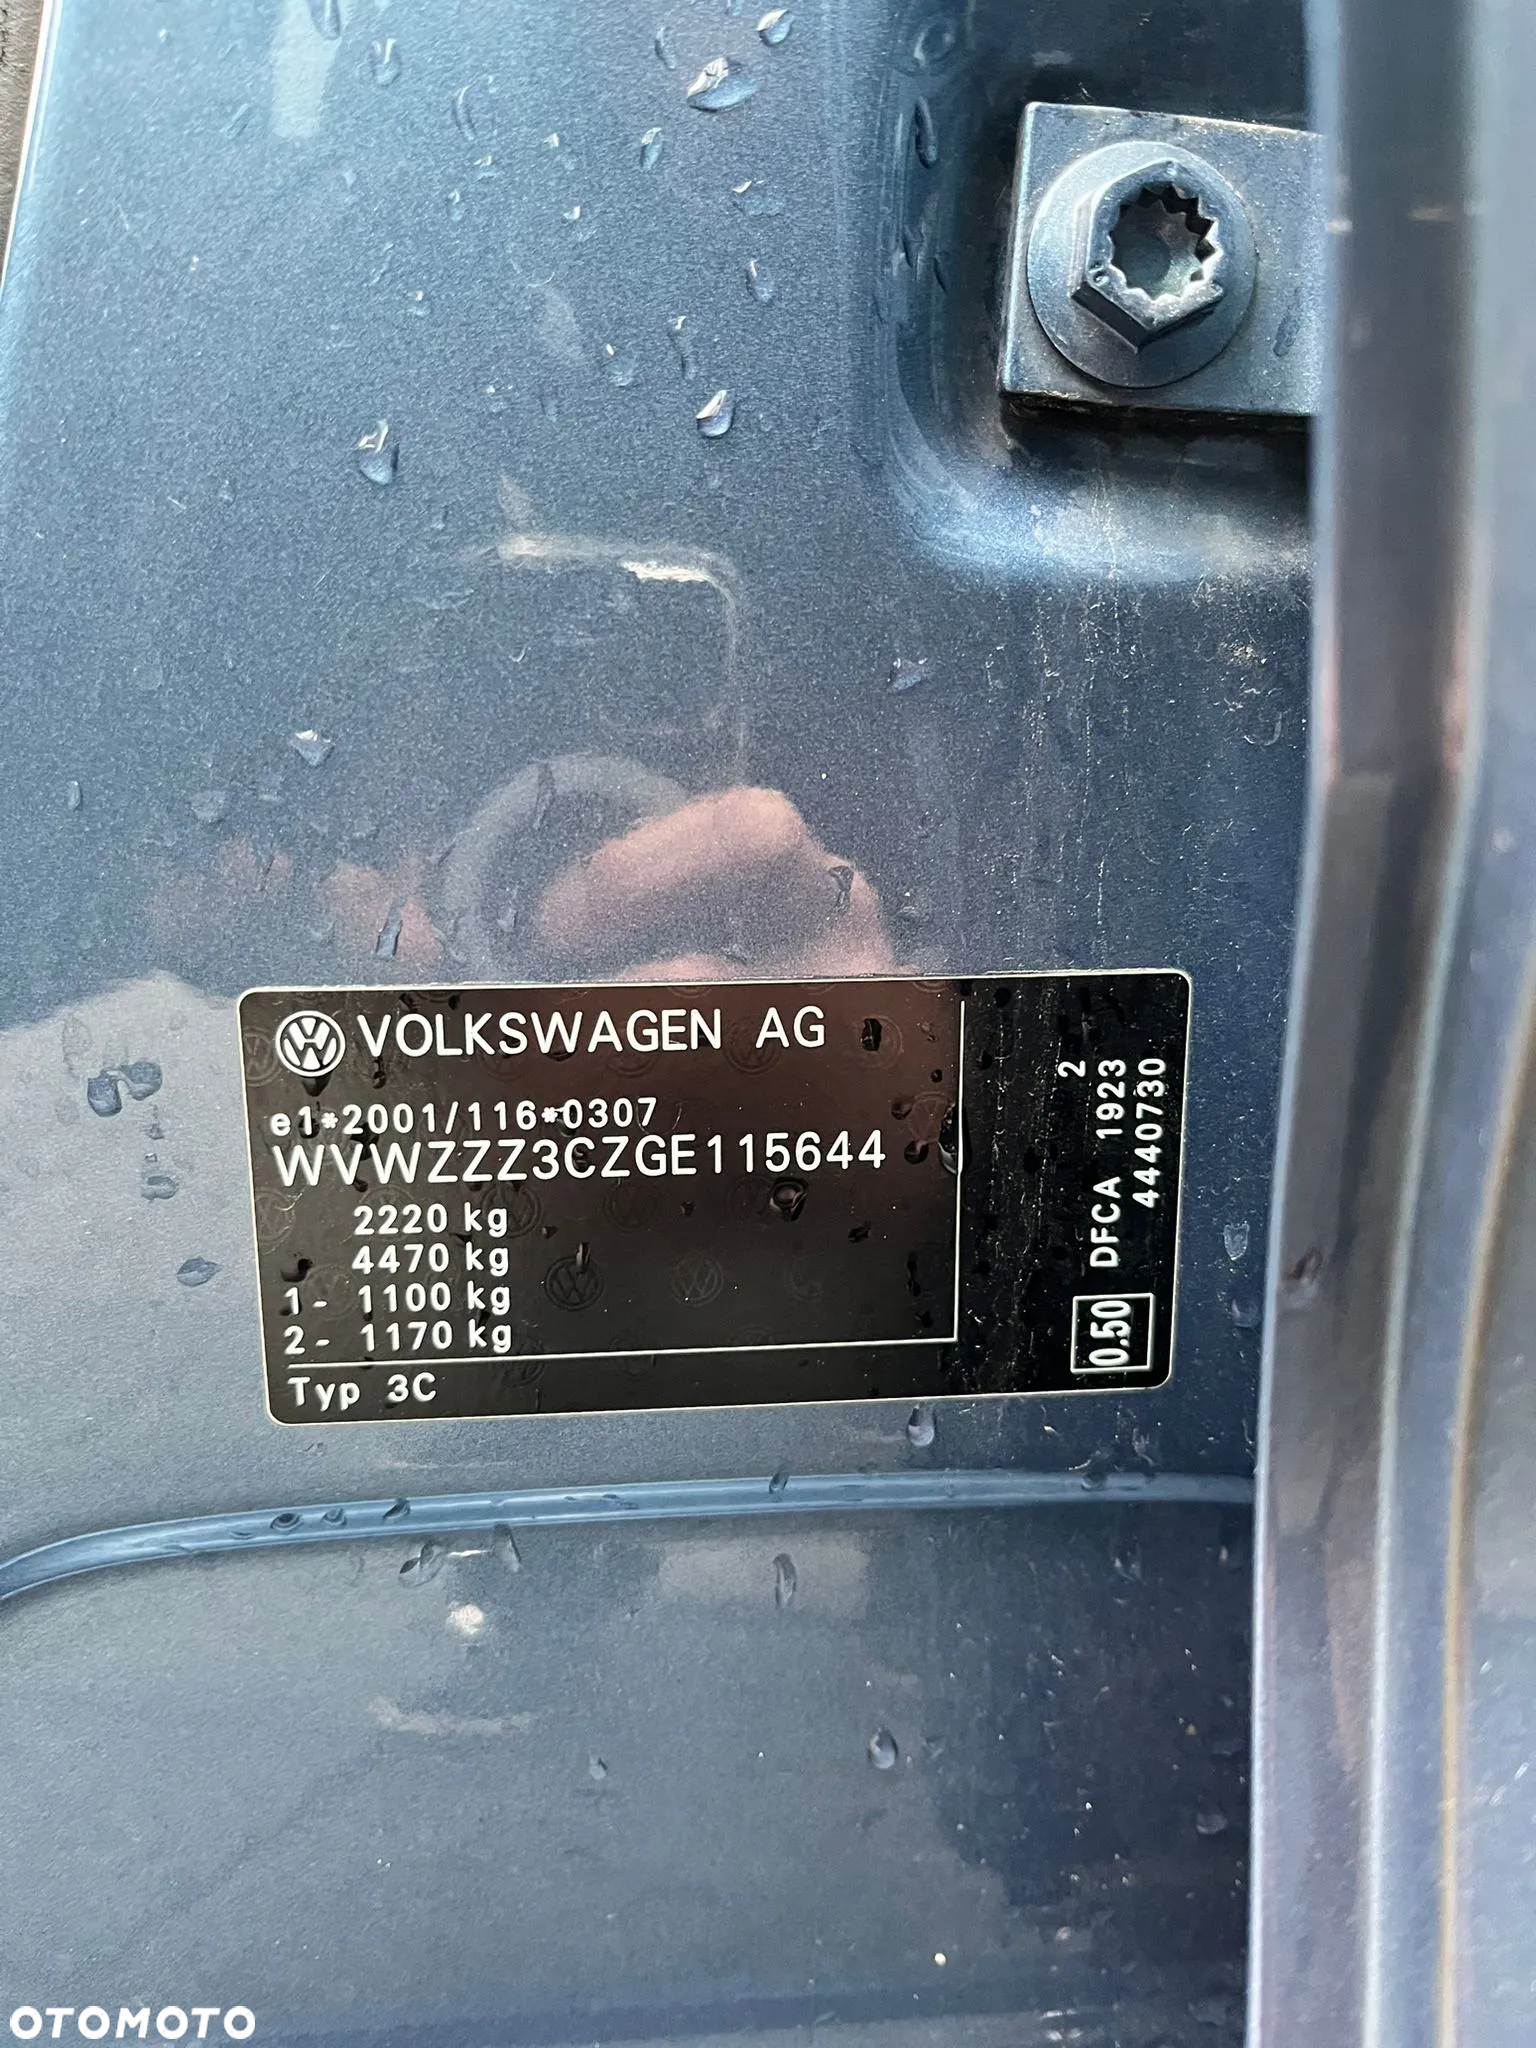 VOLKSWAGEN AG
e1*2001/116*0307
WVWZZZ3CZGE115644
2220 kg
4470 kg
1- 1100 kg
2- 1170 kg
Typ 3C
2
DFCA 1923
4440730
0.50
OTOMOTO